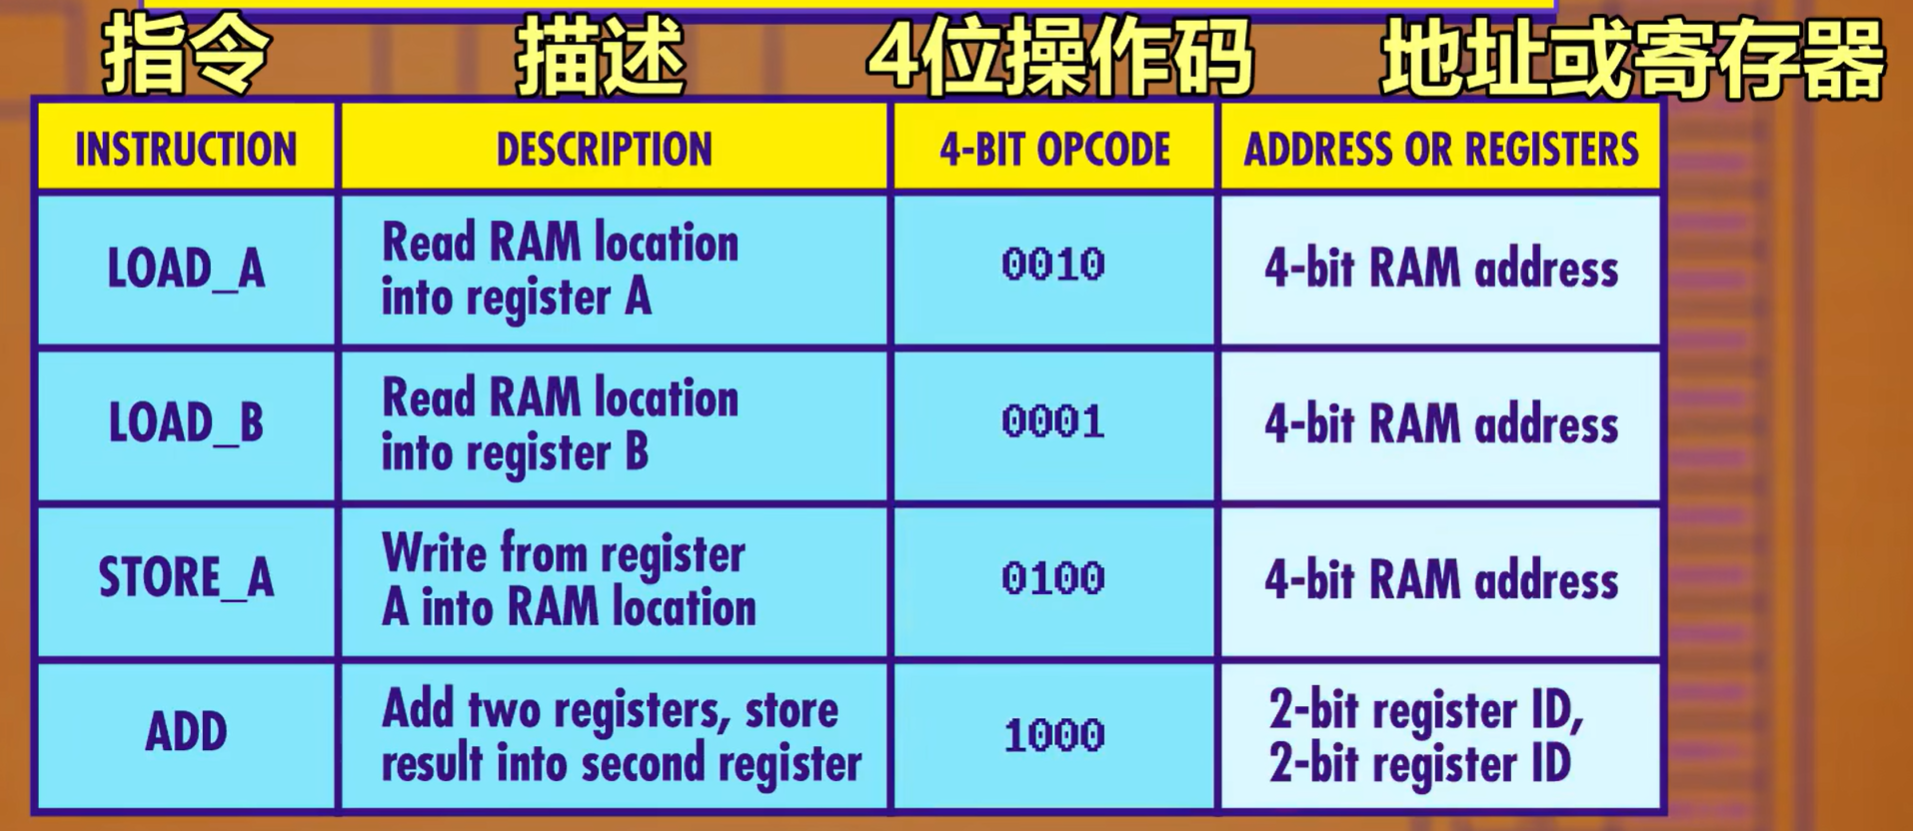 指令 描述 4位操作码 地址或寄存器
INSTRUCTION DESCRIPTION 4-BIT OPCODE ADDRESS OR REGISTERS
LOAD_A
Read RAM location
into register A
0010
4-bit RAM address
LOAD_B
Read RAM location
into register B
0001
4-bit RAM address
STORE_A
Write from register
A into RAM location
0100
4-bit RAM address
ADD
Add two registers, store
result into second register
1000
2-bit register ID,
2-bit register ID